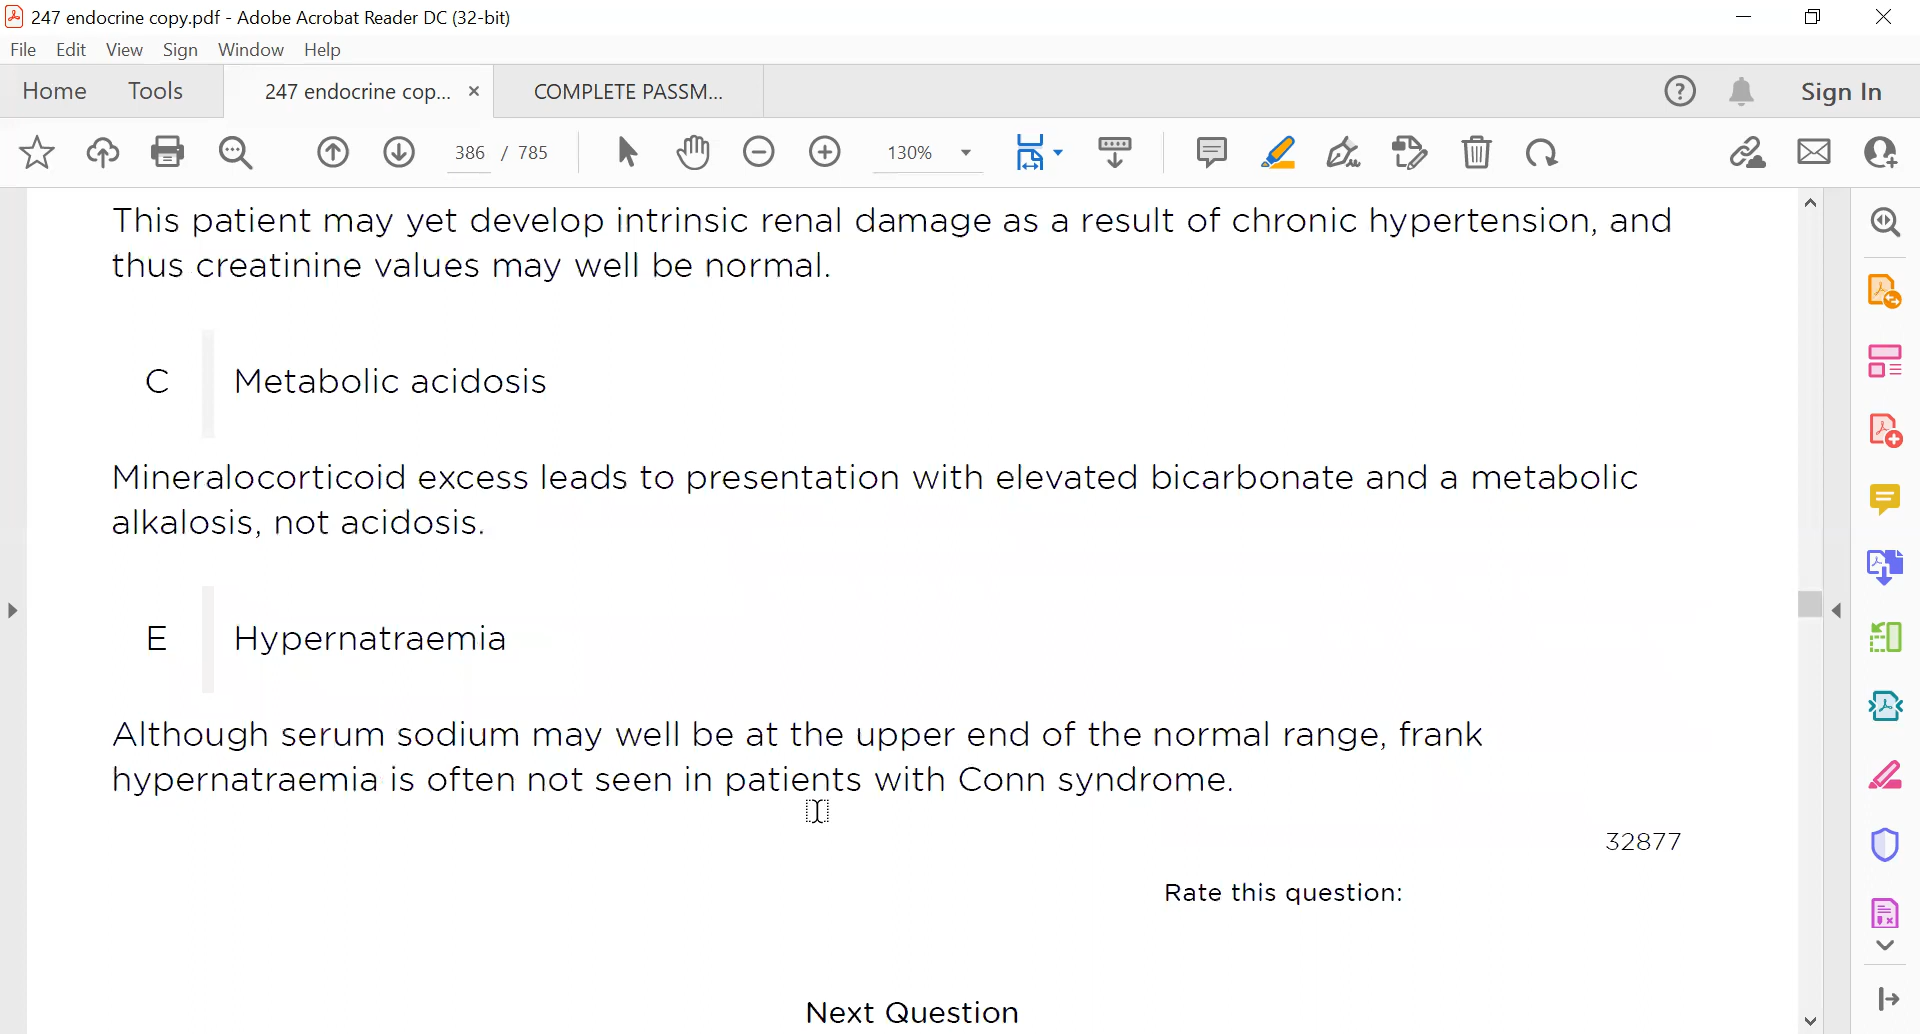 247 endocrine copy.pdf - Adobe Acrobat Reader DC (32-bit)
File Edit View Sign Window Help
Home Tools 247 endocrine cop... × COMPLETE PASSM... Sign In
386 / 785 130%
This patient may yet develop intrinsic renal damage as a result of chronic hypertension, and
thus creatinine values may well be normal.
C Metabolic acidosis
Mineralocorticoid excess leads to presentation with elevated bicarbonate and a metabolic
alkalosis, not acidosis.
E Hypernatraemia
Although serum sodium may well be at the upper end of the normal range, frank
hypernatraemia is often not seen in patients with Conn syndrome.
32877
Rate this question:
Next Question